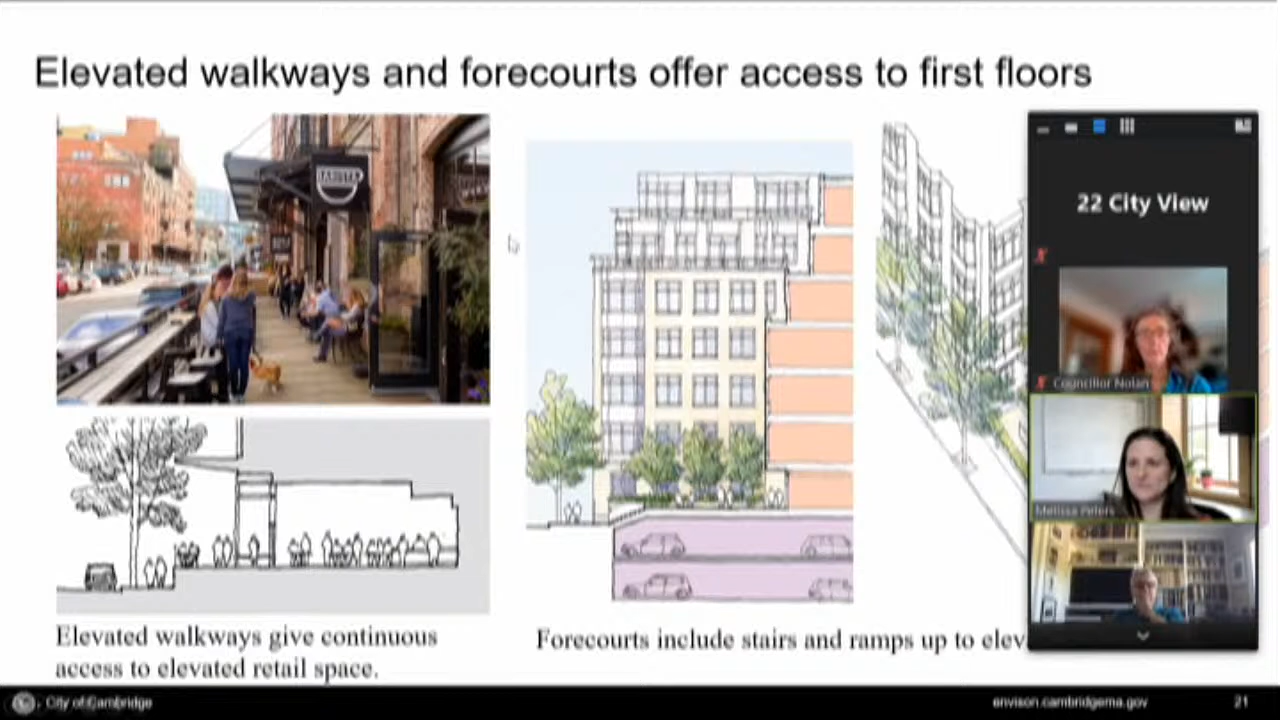 Elevated walkways and forecourts offer access to first floors
BARISTA
22 City View
Councillor Nolan
Melissa Peters
Elevated walkways give continuous
access to elevated retail space.
Forecourts include stairs and ramps up to elev
City of Cambridge
envison.cambridgema.gov
21